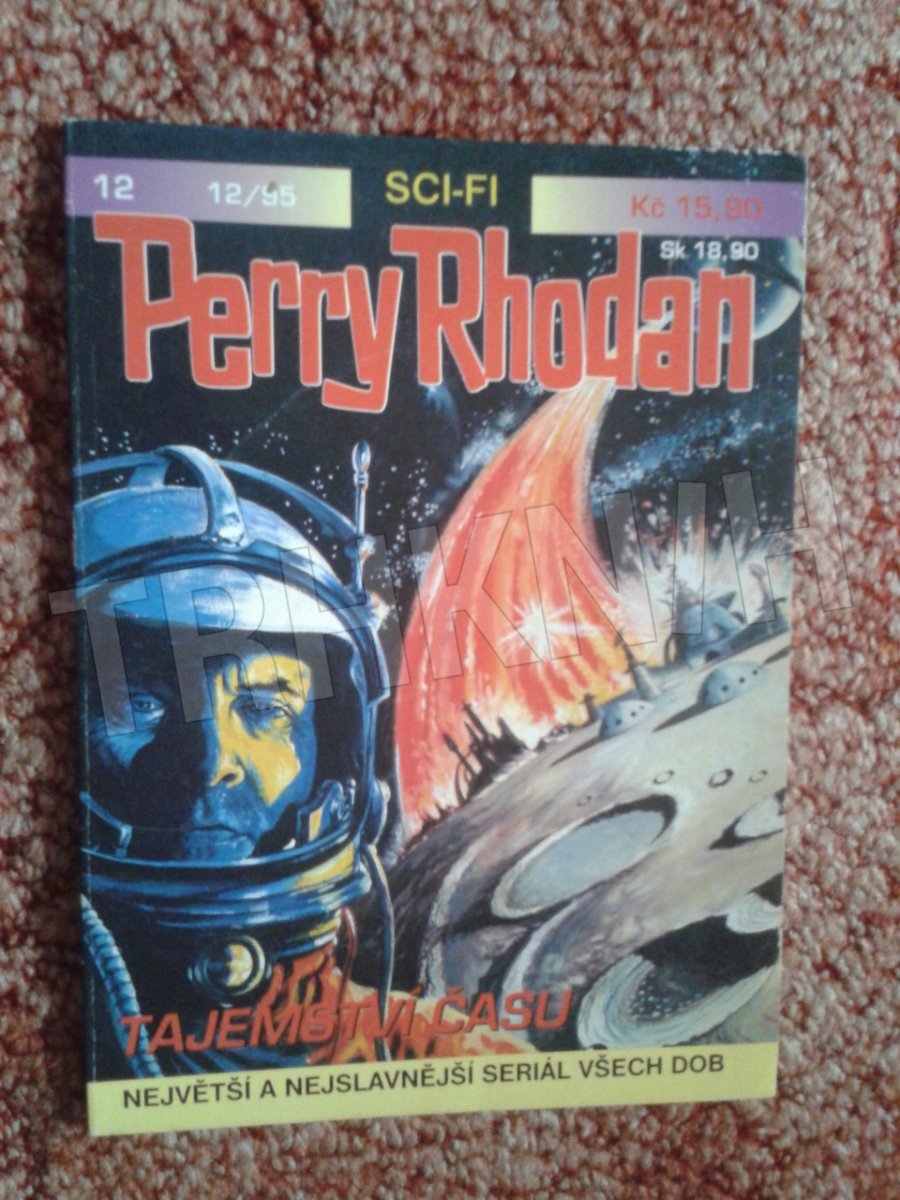 12 12/95 SCI-FI Kč 15,90
Sk 18,90
Perry Rhodan
TRHKNIH
TAJEMSTVÍ ČASU
NEJVĚTŠÍ A NEJSLAVNĚJŠÍ SERIÁL VŠECH DOB